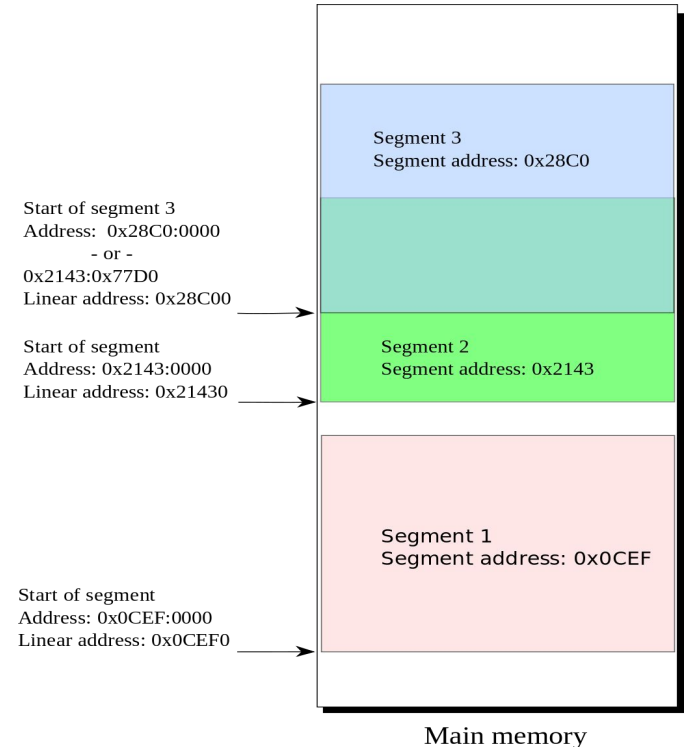 Segment 3
Segment address: 0x28C0
Start of segment 3
Address:  0x28C0:0000
- or -
0x2143:0x77D0
Linear address: 0x28C00
Start of segment
Address: 0x2143:0000
Linear address: 0x21430
Segment 2
Segment address: 0x2143
Segment 1
Segment address: 0x0CEF
Start of segment
Address: 0x0CEF:0000
Linear address: 0x0CEF0
Main memory